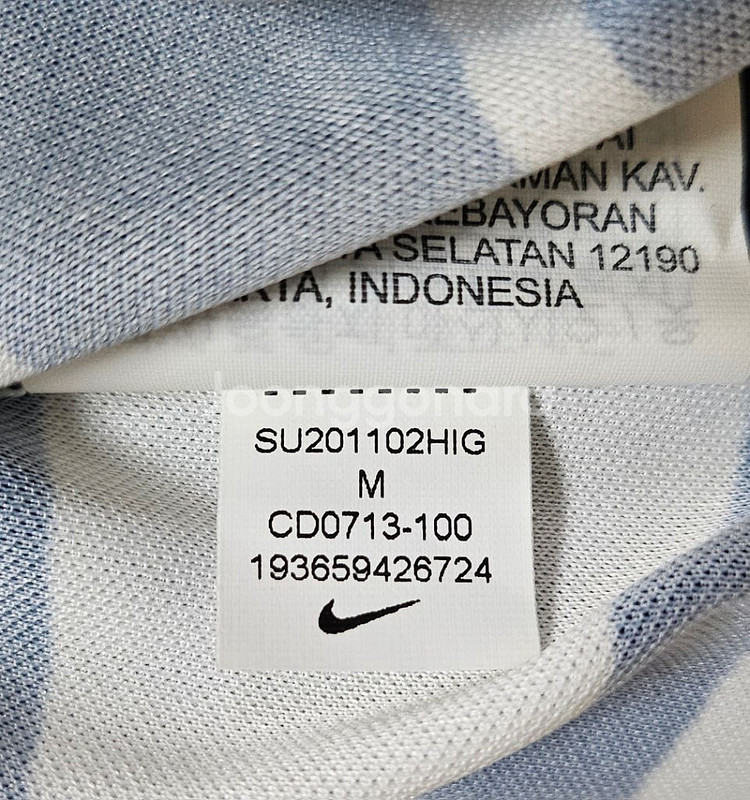 MAN KAV.
EBAYORAN
A SELATAN 12190
RTA, INDONESIA
SU201102HIG
M
CD0713-100
193659426724